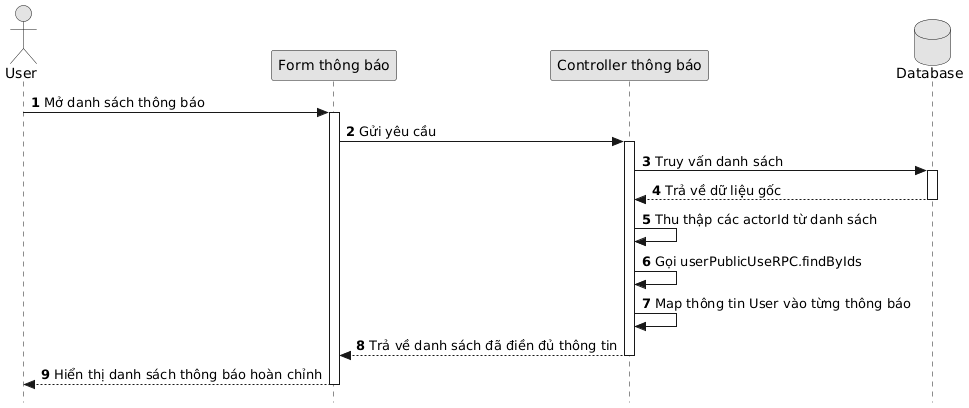 User
Form thông báo
Controller thông báo
Database
1 Mở danh sách thông báo
2 Gửi yêu cầu
3 Truy vấn danh sách
4 Trả về dữ liệu gốc
5 Thu thập các actorId từ danh sách
6 Gọi userPublicUseRPC.findByIds
7 Map thông tin User vào từng thông báo
8 Trả về danh sách đã điền đủ thông tin
9 Hiển thị danh sách thông báo hoàn chỉnh